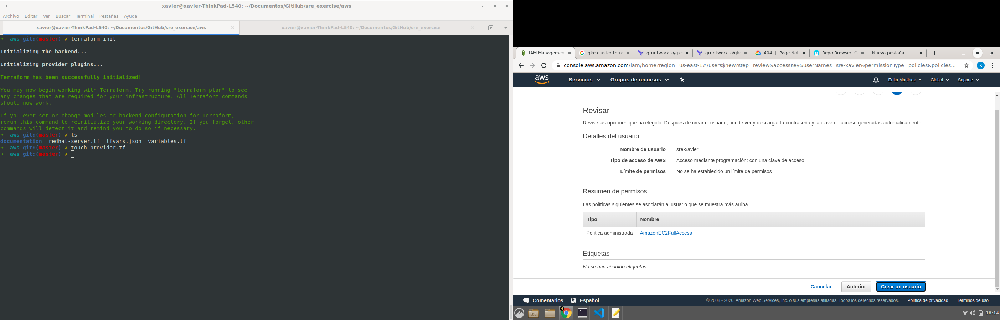 xavier@xavier-ThinkPad-L540: ~/Documentos/GitHub/sre_exercise/aws
Archivo Editar Ver Buscar Terminal Pestañas Ayuda
xavier@xavier-ThinkPad-L540: ~/Documentos/GitHub/sre_exercise/aws
xavier@xavier-ThinkPad-L540: ~/Documentos/GitHub/sre_exercise
➜ aws git:(master) ✗ terraform init
Initializing the backend...
Initializing provider plugins...
Terraform has been successfully initialized!
You may now begin working with Terraform. Try running "terraform plan" to see
any changes that are required for your infrastructure. All Terraform commands
should now work.
If you ever set or change modules or backend configuration for Terraform,
rerun this command to reinitialize your working directory. If you forget, other
commands will detect it and remind you to do so if necessary.
➜ aws git:(master) ✗ ls
documentation redhat-server.tf tfvars.json variables.tf
➜ aws git:(master) ✗ touch provider.tf
➜ aws git:(master) ✗
IAM Managemen
gke cluster terra
gruntwork-io/gke
gruntwork-io/gke
404 | Page Not
Repo Browser: G
Nueva pestaña
console.aws.amazon.com/iam/home?region=us-east-1#/users$new?step=review&accessKey&userNames=sre-xavier&permissionType=policies&policies...
X
aws Servicios Grupos de recursos Erika Martinez Global Soporte
Revisar
Revise las opciones que ha elegido. Después de crear el usuario, puede ver y descargar la contraseña y la clave de acceso generadas automáticamente.
Detalles del usuario
Nombre de usuario sre-xavier
Tipo de acceso de AWS Acceso mediante programación: con una clave de acceso
Límite de permisos No se ha establecido un límite de permisos
Resumen de permisos
Las políticas siguientes se asociarán al usuario que se muestra más arriba.
Tipo Nombre
Política administrada AmazonEC2FullAccess
Etiquetas
No se han añadido etiquetas.
Cancelar Anterior Crear un usuario
Comentarios Español © 2008 - 2020, Amazon Web Services, Inc. o sus empresas afiliadas. Todos los derechos reservados. Política de privacidad Términos de uso
4
18:14